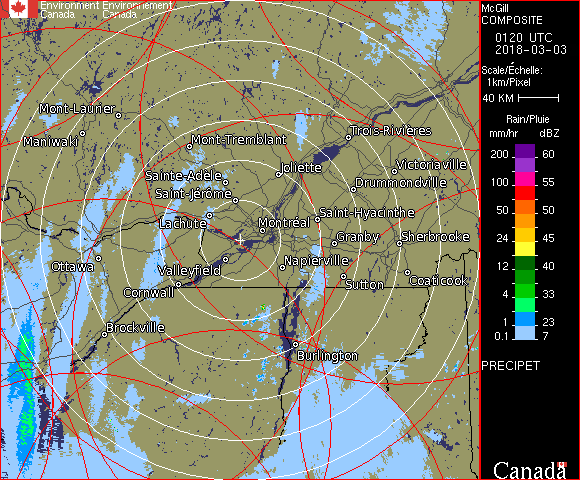 Environment Environnement
Canada Canada
McGill
COMPOSITE
0120 UTC
2018-03-03
Scale/Échelle:
1km/Pixel
40 KM
Rain/Pluie
mm/hr dBZ
200 60
100 55
50 50
24 45
12 40
4 33
1 23
0.1 7
PRECIPET
Canada
Mont-Laurier
Maniwaki
Mont-Tremblant
Trois-Rivières
Sainte-Adèle
Joliette
Victoriaville
Saint-Jérôme
Drummondville
Lachute
Montréal
Saint-Hyacinthe
Granby
Sherbrooke
Ottawa
Valleyfield
Napierville
Cornwall
Sutton
Coaticook
Brockville
Burlington